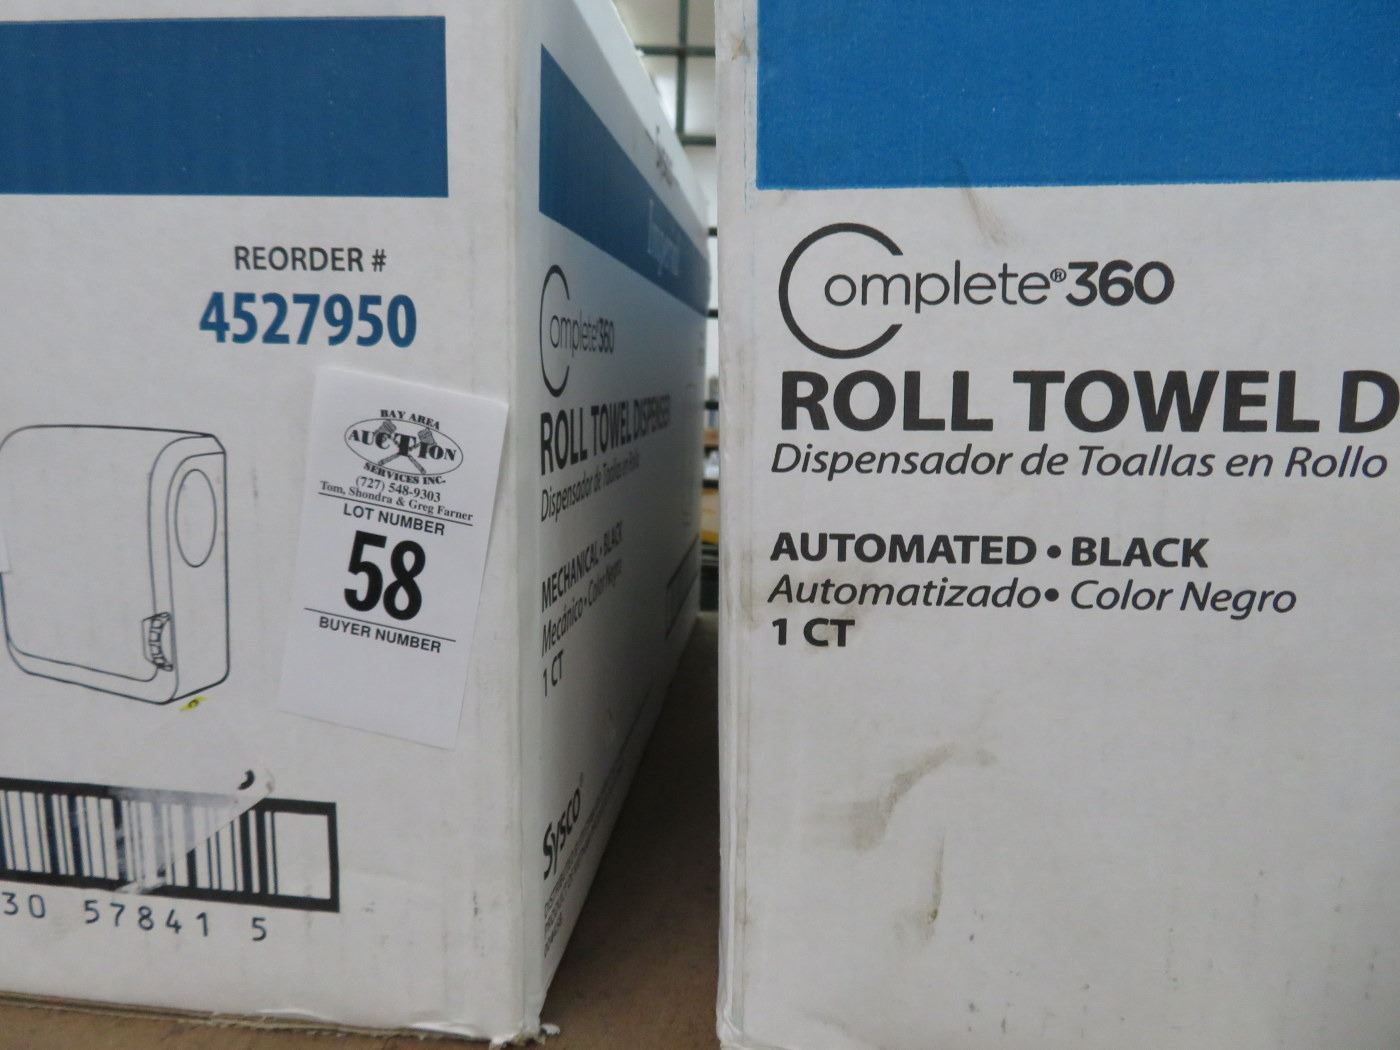 REORDER #
4527950
BAY AREA
AUCTION
SERVICES INC.
(727) 548-9303
Tom, Shondra & Greg Farner
LOT NUMBER
58
BUYER NUMBER
30 57841 5
Complete®360
ROLL TOWEL DISPENSER
Dispensador de Toallas en Rollo
MECHANICAL • BLACK
Mecánico • Color Negro
1 CT
Sysco®
Complete®360
ROLL TOWEL D
Dispensador de Toallas en Rollo
AUTOMATED • BLACK
Automatizado • Color Negro
1 CT